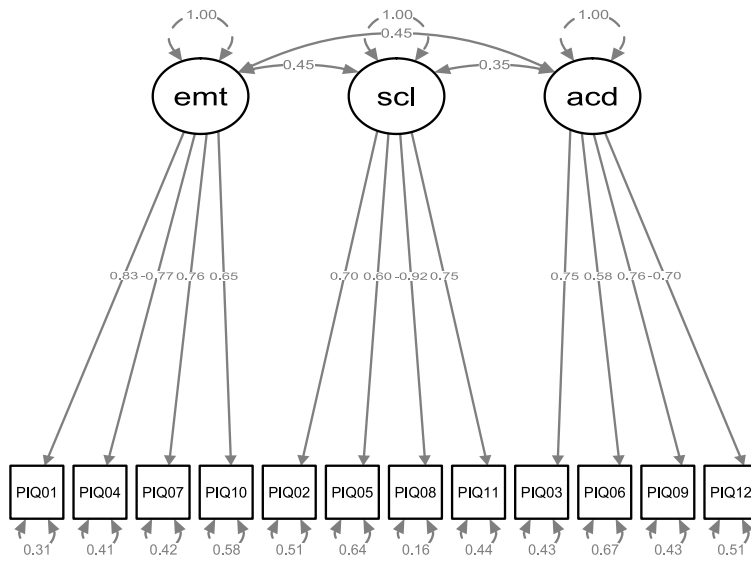 1.00 1.00 1.00
0.45
0.45 0.35
emt scl acd
0.83 -0.77 0.76 0.65 0.70 0.60 -0.92 0.75 0.75 0.58 0.76 -0.70
PIQ01 PIQ04 PIQ07 PIQ10 PIQ02 PIQ05 PIQ08 PIQ11 PIQ03 PIQ06 PIQ09 PIQ12
0.31 0.41 0.42 0.58 0.51 0.64 0.16 0.44 0.43 0.67 0.43 0.51